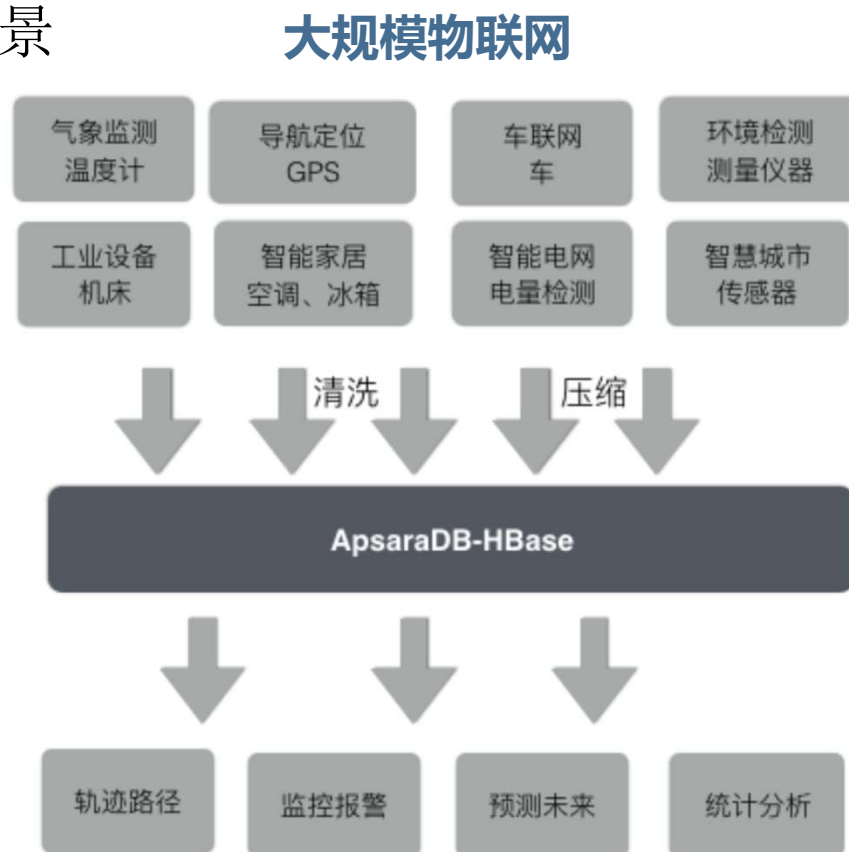 景
大规模物联网
气象监测
温度计
导航定位
GPS
车联网
车
环境检测
测量仪器
工业设备
机床
智能家居
空调、冰箱
智能电网
电量检测
智慧城市
传感器
清洗
压缩
ApsaraDB-HBase
轨迹路径
监控报警
预测未来
统计分析